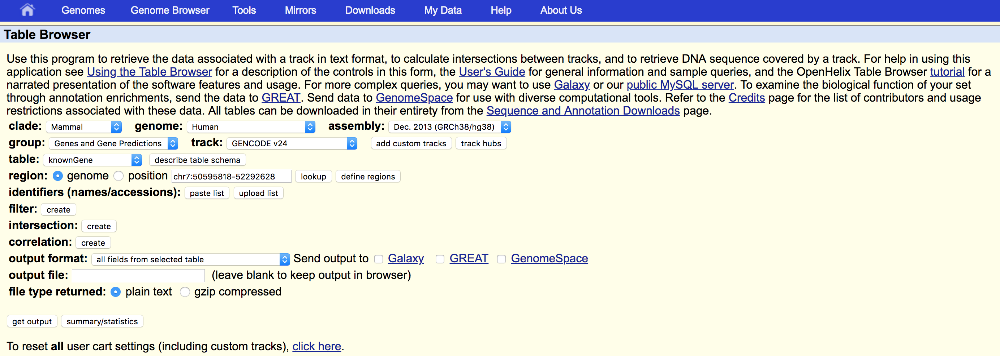 Genomes Genome Browser Tools Mirrors Downloads My Data Help About Us
Table Browser
Use this program to retrieve the data associated with a track in text format, to calculate intersections between tracks, and to retrieve DNA sequence covered by a track. For help in using this
application see Using the Table Browser for a description of the controls in this form, the User's Guide for general information and sample queries, and the OpenHelix Table Browser tutorial for a
narrated presentation of the software features and usage. For more complex queries, you may want to use Galaxy or our public MySQL server. To examine the biological function of your set
through annotation enrichments, send the data to GREAT. Send data to GenomeSpace for use with diverse computational tools. Refer to the Credits page for the list of contributors and usage
restrictions associated with these data. All tables can be downloaded in their entirety from the Sequence and Annotation Downloads page.
clade: Mammal genome: Human assembly: Dec. 2013 (GRCh38/hg38)
group: Genes and Gene Predictions track: GENCODE v24 add custom tracks track hubs
table: knownGene describe table schema
region: genome position chr7:50595818-52292628 lookup define regions
identifiers (names/accessions): paste list upload list
filter: create
intersection: create
correlation: create
output format: all fields from selected table Send output to Galaxy GREAT GenomeSpace
output file: (leave blank to keep output in browser)
file type returned: plain text gzip compressed
get output summary/statistics
To reset all user cart settings (including custom tracks), click here.